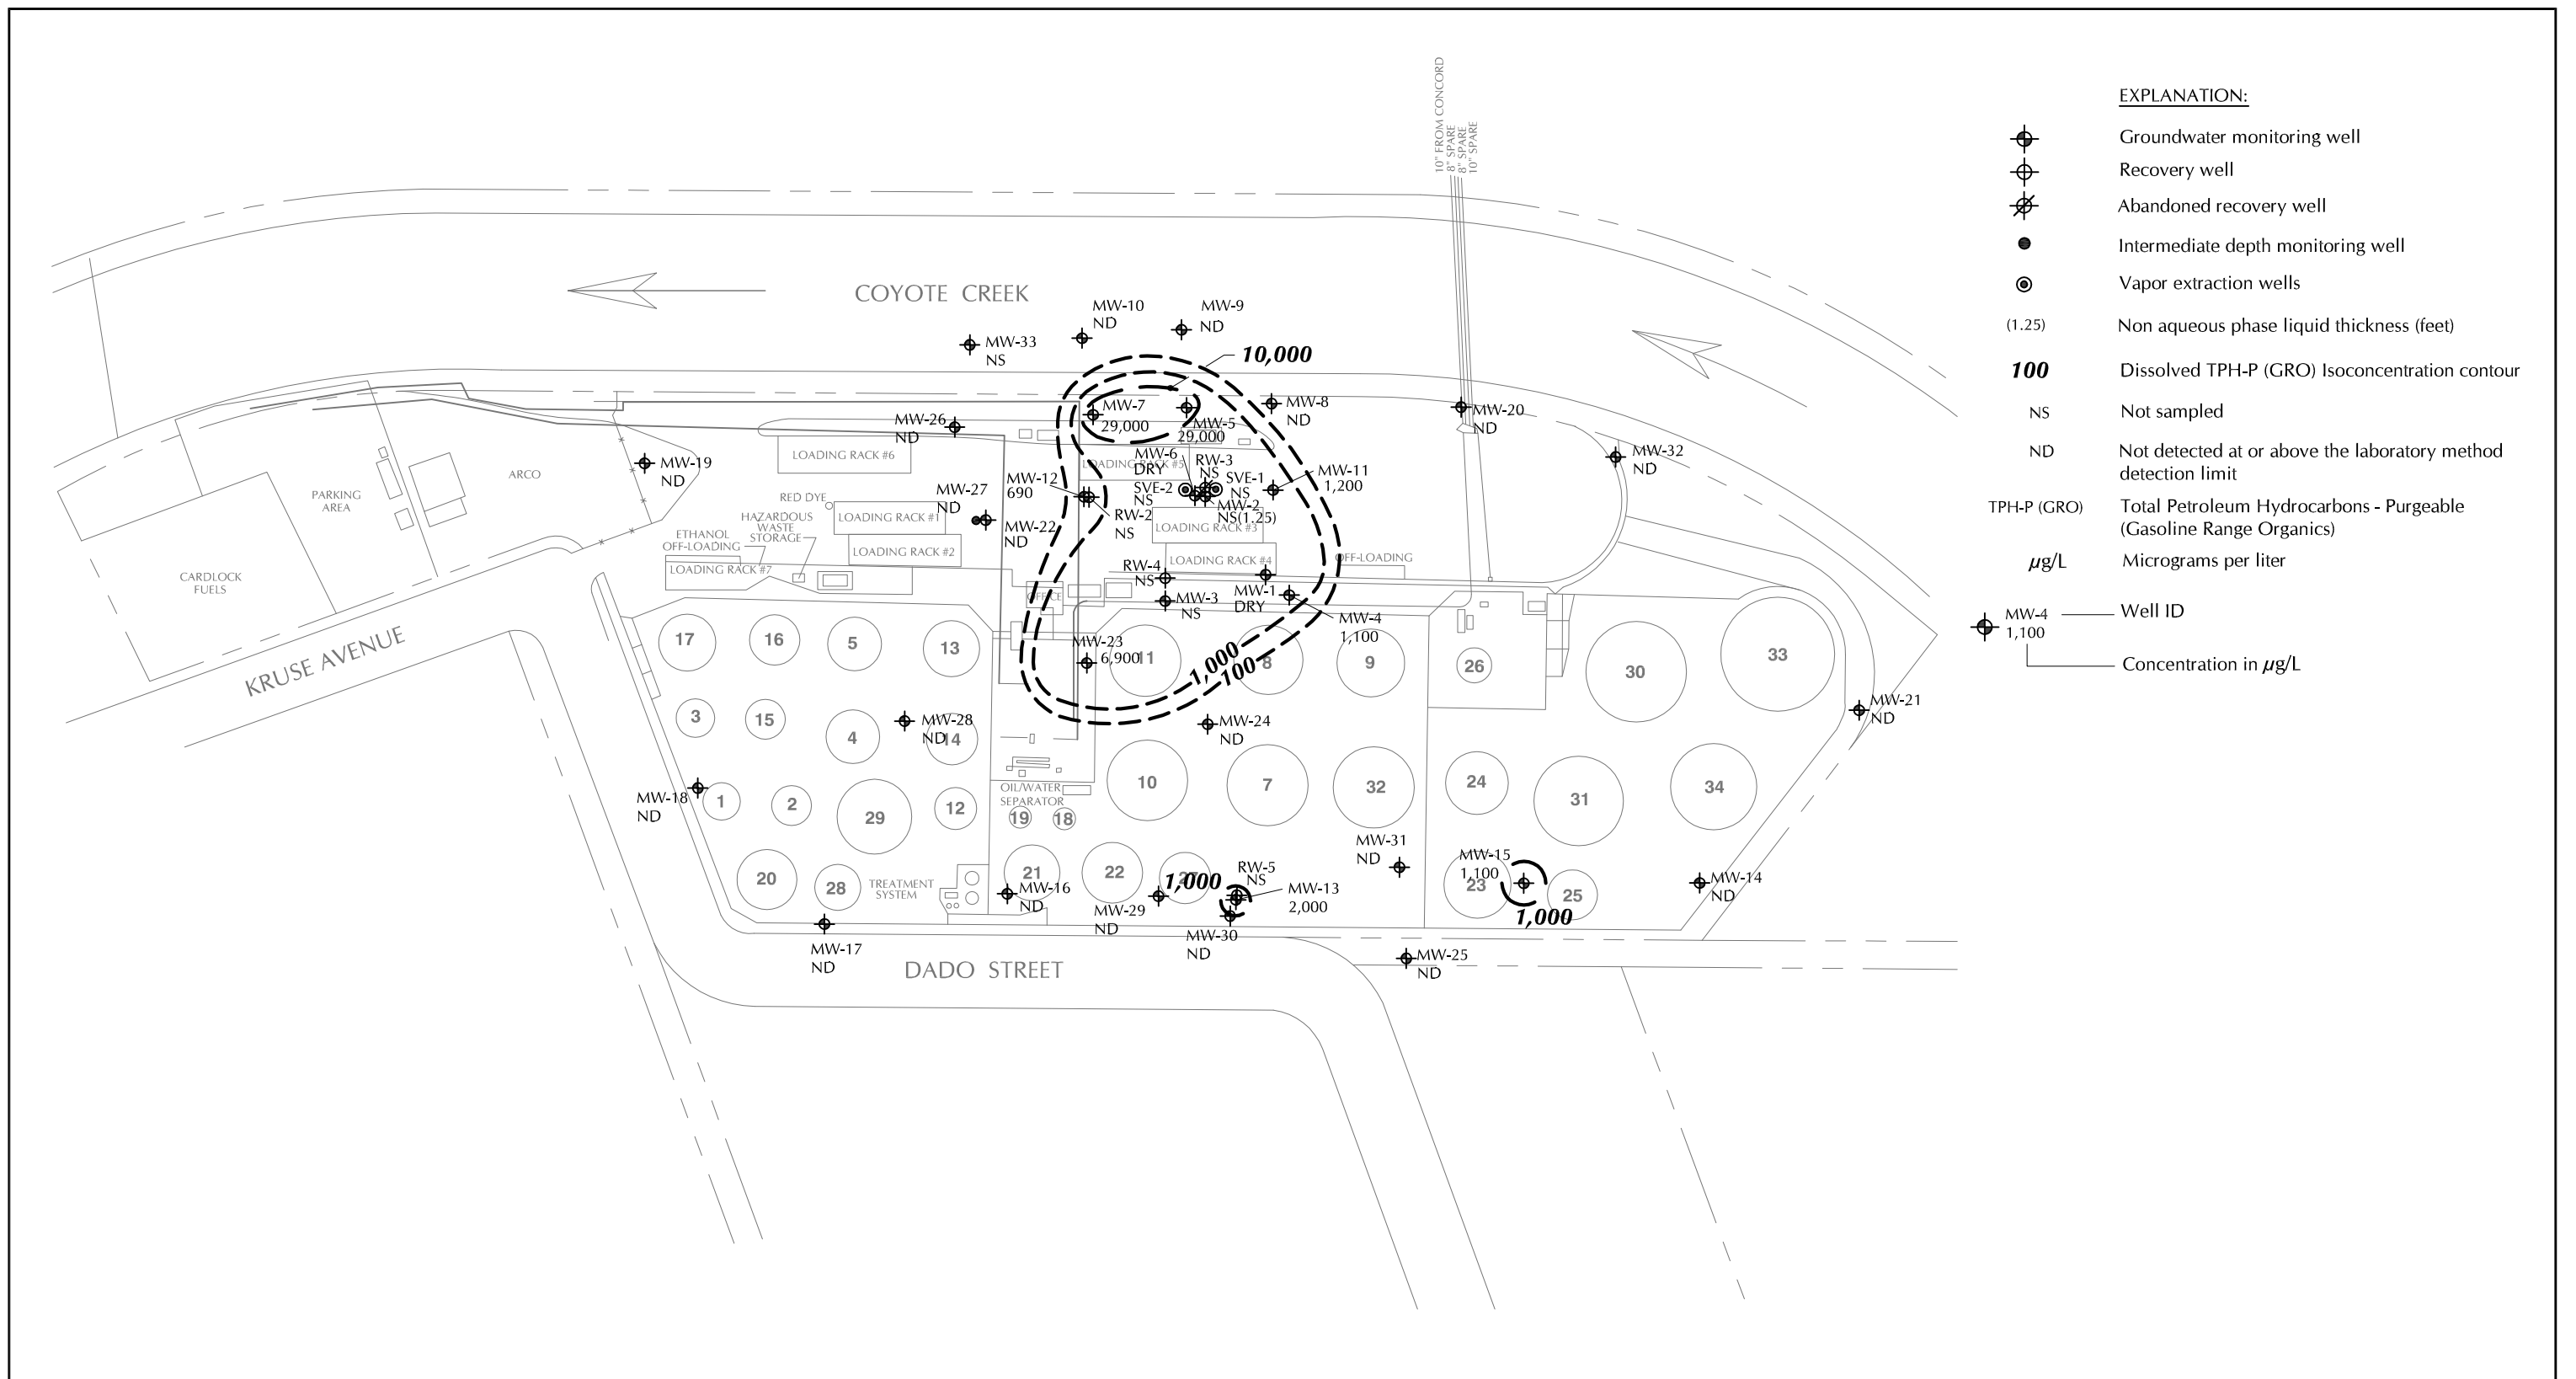 10" FROM CONCORD
8" SPARE
8" SPARE
10" SPARE
EXPLANATION:
Groundwater monitoring well
Recovery well
Abandoned recovery well
Intermediate depth monitoring well
Vapor extraction wells
(1.25) Non aqueous phase liquid thickness (feet)
100 Dissolved TPH-P (GRO) Isoconcentration contour
NS Not sampled
ND Not detected at or above the laboratory method
detection limit
TPH-P (GRO) Total Petroleum Hydrocarbons - Purgeable
(Gasoline Range Organics)
µg/L Micrograms per liter
MW-4
1,100
Well ID
Concentration in µg/L
COYOTE CREEK
MW-10
ND
MW-9
ND
MW-33
NS
10,000
MW-7
29,000
MW-5
29,000
MW-8
ND
MW-20
ND
MW-26
ND
MW-32
ND
MW-19
ND
LOADING RACK #6
LOADING RACK #5
MW-6
DRY
RW-3
NS
SVE-1
NS
SVE-2
NS
MW-2
NS(1.25)
MW-11
1,200
MW-12
690
RW-2
NS
MW-27
ND
MW-22
ND
ARCO
PARKING
AREA
RED DYE
HAZARDOUS
WASTE
STORAGE
ETHANOL
OFF-LOADING
LOADING RACK #1
LOADING RACK #2
LOADING RACK #7
LOADING RACK #3
LOADING RACK #4
OFF-LOADING
CARDLOCK
FUELS
RW-4
NS
MW-3
NS
MW-1
DRY
MW-4
1,100
OFFICE
KRUSE AVENUE
17
16
5
13
MW-23
6,900
11
1,000
100
8
9
26
30
33
3
15
4
MW-28
ND
14
MW-24
ND
MW-21
ND
MW-18
ND
1
2
29
12
OIL/WATER
SEPARATOR
19
18
10
7
32
24
31
34
20
28
TREATMENT
SYSTEM
21
MW-16
ND
22
27
1,000
RW-5
NS
MW-13
2,000
MW-31
ND
MW-15
1,100
23
25
1,000
MW-14
ND
MW-29
ND
MW-30
ND
MW-17
ND
MW-25
ND
DADO STREET